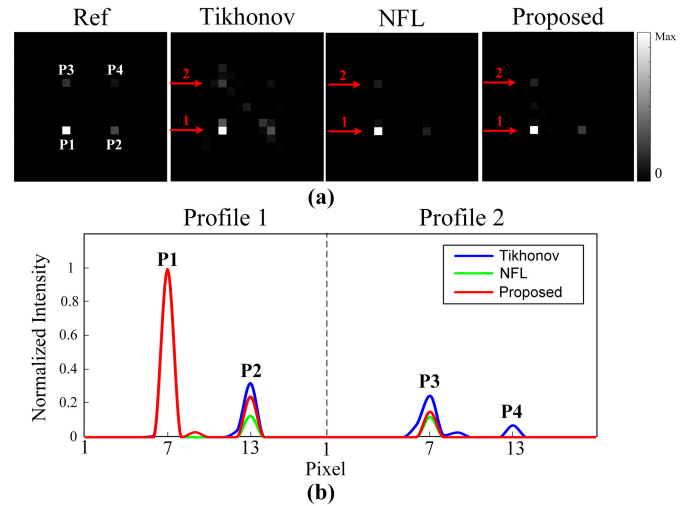 Ref Tikhonov NFL Proposed
P3 P4
P1 P2
2
1
2
1
2
1
Max
0
(a)
Profile 1 Profile 2
Normalized Intensity
1
0.8
0.6
0.4
0.2
0
P1
P2
P3
P4
Tikhonov
NFL
Proposed
1 7 13 1 7 13
Pixel
(b)